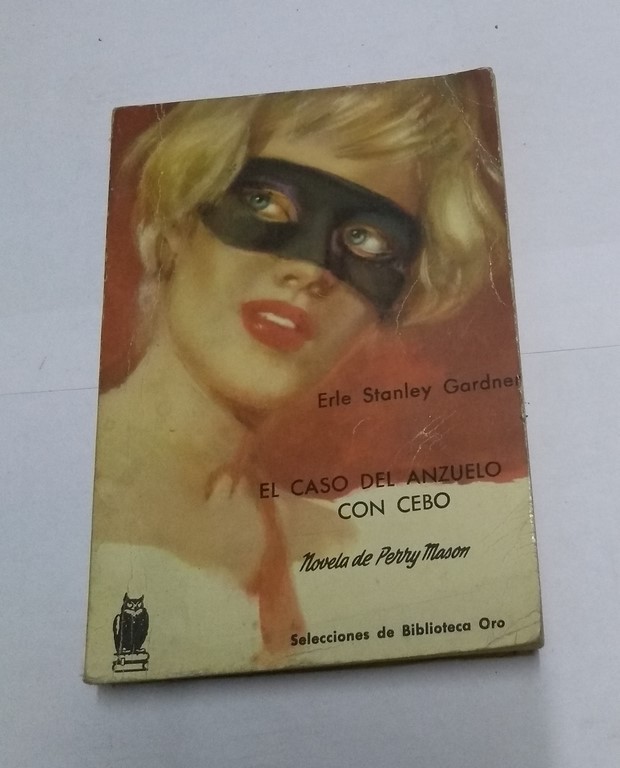 Erle Stanley Gardner
EL CASO DEL ANZUELO
CON CEBO
Novela de Perry Mason
Selecciones de Biblioteca Oro